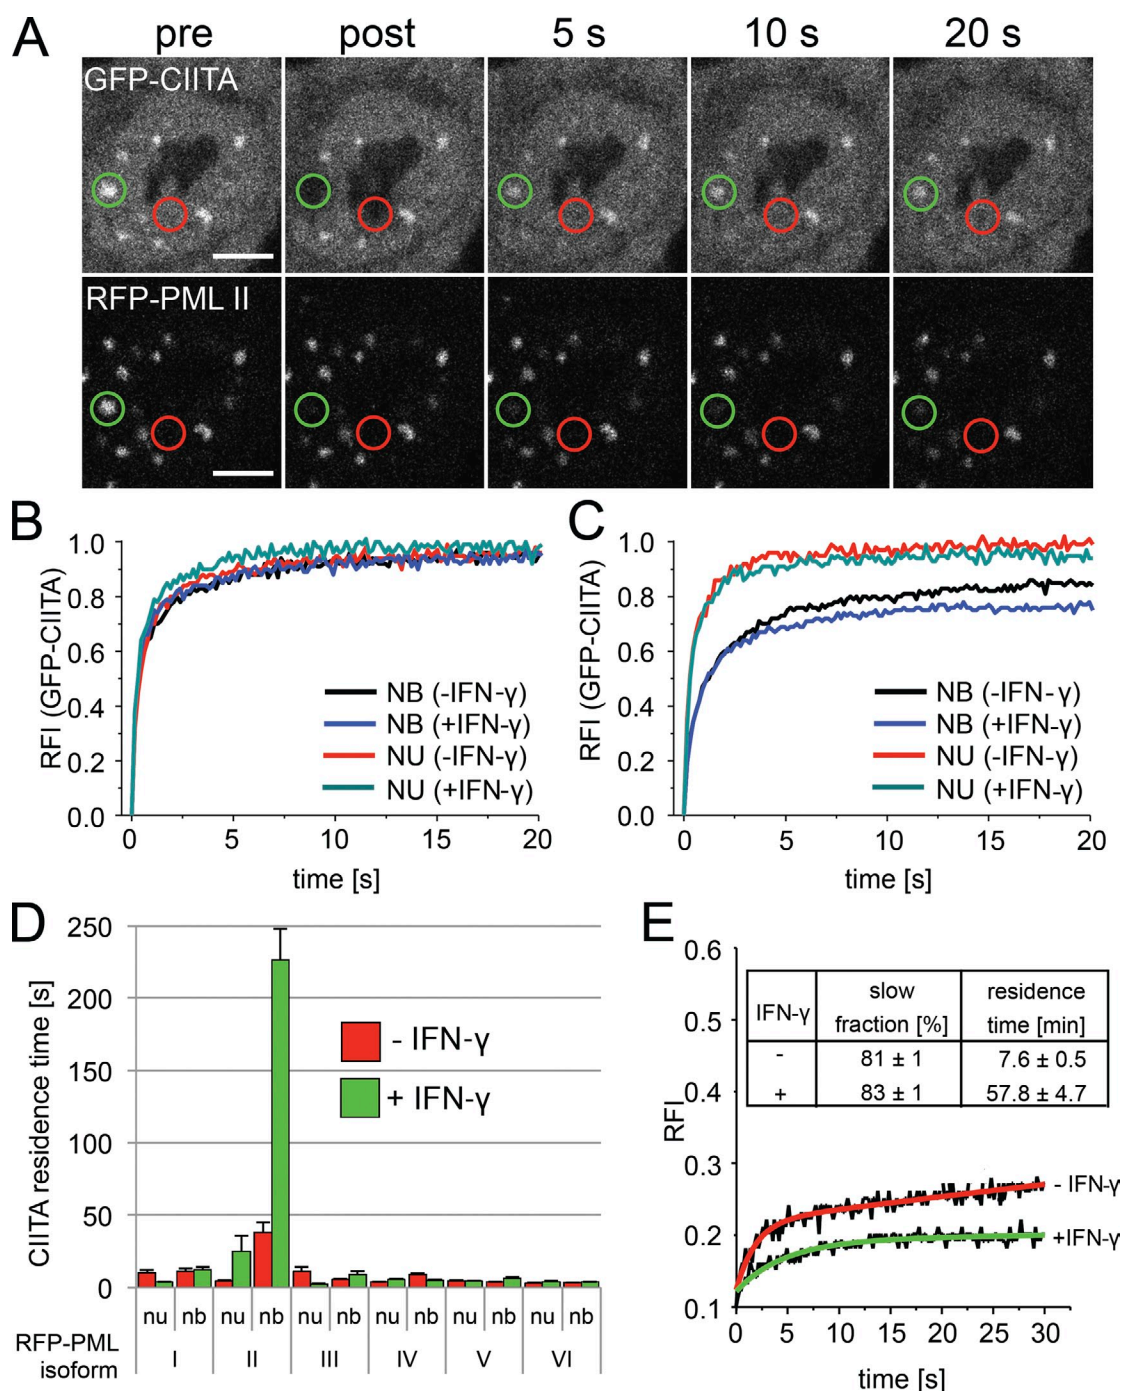 A pre post 5 s 10 s 20 s
GFP-CIITA
RFP-PML II
B
RFI (GFP-CIITA)
1.0
0.8
0.6
0.4
0.2
0.0
NB (-IFN-γ)
NB (+IFN-γ)
NU (-IFN-γ)
NU (+IFN-γ)
0 5 10 15 20
time [s]
C
RFI (GFP-CIITA)
1.0
0.8
0.6
0.4
0.2
0.0
NB (-IFN-γ)
NB (+IFN-γ)
NU (-IFN-γ)
NU (+IFN-γ)
0 5 10 15 20
time [s]
D
CIITA residence time [s]
250
200
150
100
50
0
- IFN-γ
+ IFN-γ
nu nb nu nb nu nb nu nb nu nb nu nb
RFP-PML
isoform
I II III IV V VI
E
RFI
0.6
0.5
0.4
0.3
0.2
0.1
IFN-γ
slow
fraction [%]
residence
time [min]
- 81 ± 1 7.6 ± 0.5
+ 83 ± 1 57.8 ± 4.7
- IFN-γ
+IFN-γ
0 5 10 15 20 25 30
time [s]